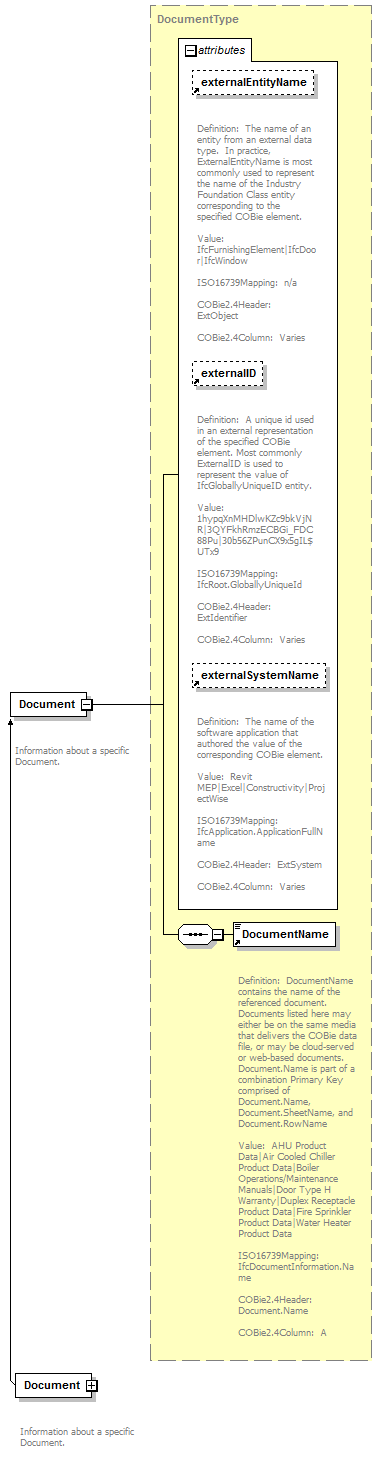 DocumentType
attributes
externalEntityName
Definition:  The name of an
entity from an external data
type.  In practice,
ExternalEntityName is most
commonly used to represent
the name of the Industry
Foundation Class entity
corresponding to the
specified COBie element.
Value:
IfcFurnishingElement|IfcDoo
r|IfcWindow
ISO16739Mapping:  n/a
COBie2.4Header:
ExtObject
COBie2.4Column:  Varies
externalID
Definition:  A unique id used
in an external representation
of the specified COBie
element. Most commonly
ExternalID is used to
represent the value of
IfcGloballyUniqueID entity.
Value:
1hypqXnMHDlwKZc9bkVjN
R|3QYFkhRmzECBGi_FDC
88Pu|30b56ZPunCX9x5gIL$
UTx9
ISO16739Mapping:
IfcRoot.GloballyUniqueId
COBie2.4Header:
ExtIdentifier
COBie2.4Column:  Varies
externalSystemName
Definition:  The name of the
software application that
authored the value of the
corresponding COBie element.
Value:  Revit
MEP|Excel|Constructivity|Proj
ectWise
ISO16739Mapping:
IfcApplication.ApplicationFullN
ame
COBie2.4Header:  ExtSystem
COBie2.4Column:  Varies
Document
Information about a specific
Document.
DocumentName
Definition:  DocumentName
contains the name of the
referenced document.
Documents listed here may
either be on the same media
that delivers the COBie data
file, or may be cloud-served
or web-based documents.
Document.Name is part of a
combination Primary Key
comprised of
Document.Name,
Document.SheetName, and
Document.RowName
Value:  AHU Product
Data|Air Cooled Chiller
Product Data|Boiler
Operations/Maintenance
Manuals|Door Type H
Warranty|Duplex Receptacle
Product Data|Fire Sprinkler
Product Data|Water Heater
Product Data
ISO16739Mapping:
IfcDocumentInformation.Na
me
COBie2.4Header:
Document.Name
COBie2.4Column:  A
Document
Information about a specific
Document.